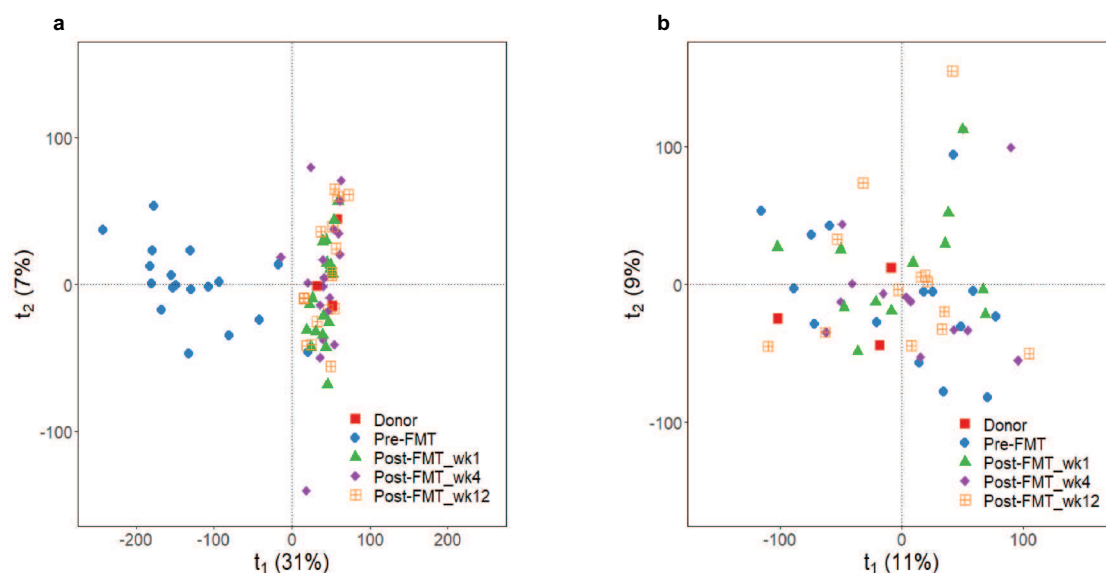 a
100
0
-100
t2 (7%)
-200
-100
0
100
200
t1 (31%)
Donor
Pre-FMT
Post-FMT_wk1
Post-FMT_wk4
Post-FMT_wk12
b
100
0
-100
t2 (9%)
-100
0
100
t1 (11%)
Donor
Pre-FMT
Post-FMT_wk1
Post-FMT_wk4
Post-FMT_wk12